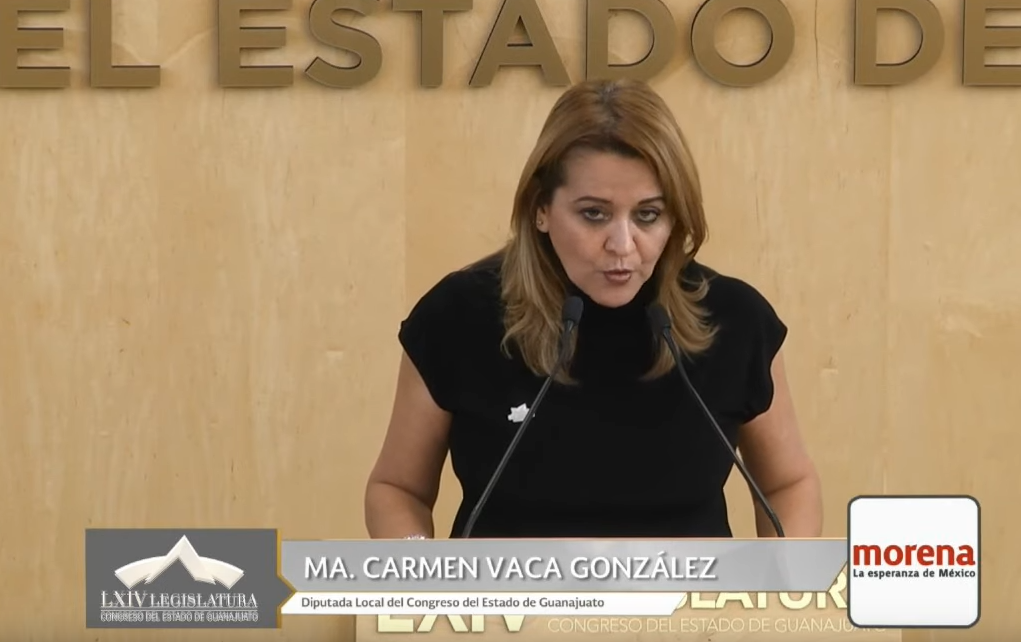 EL ESTADO DE
MA. CARMEN VACA GONZÁLEZ
Diputada Local del Congreso del Estado de Guanajuato
LXIV LEGISLATURA
CONGRESO DEL ESTADO DE GUANAJUATO
morena
La esperanza de México
LXIV
CONGRESO DEL ESTADO DE GUANAJUATO